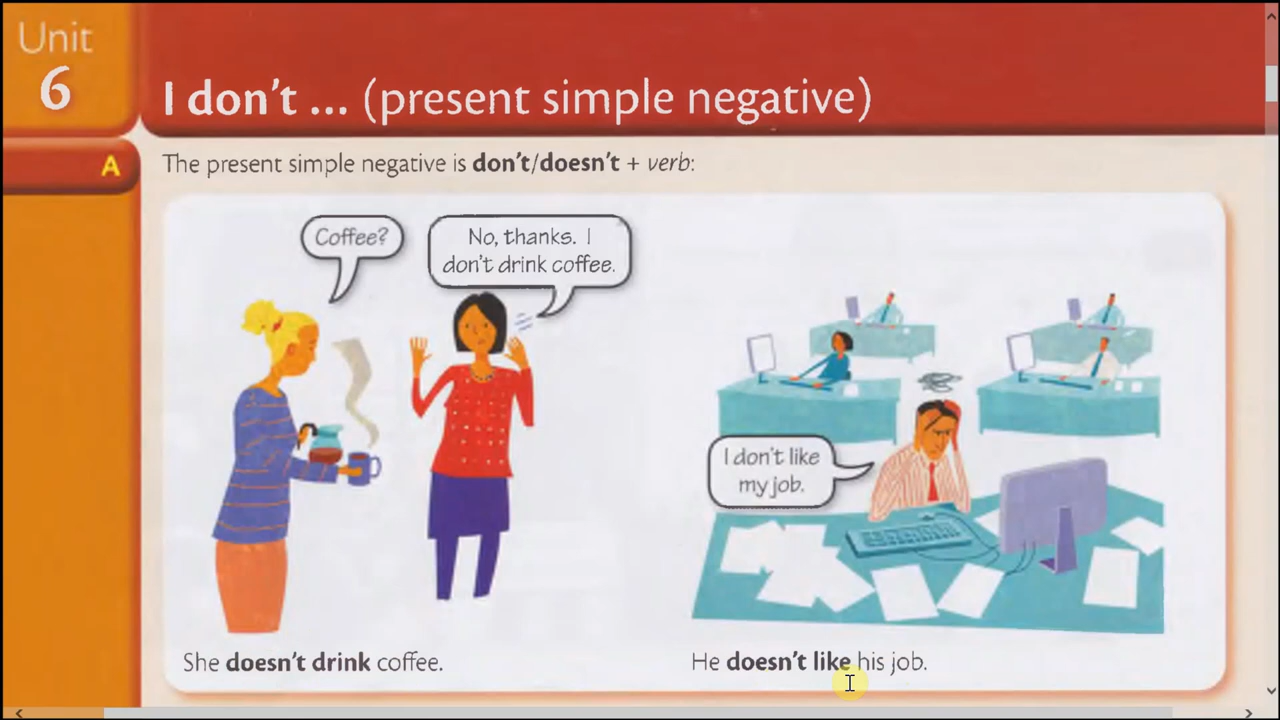 Unit
6
I don't ... (present simple negative)
A
The present simple negative is don't/doesn't + verb:
Coffee?
No, thanks. I
don't drink coffee.
I don't like
my job.
She doesn't drink coffee.
He doesn't like his job.